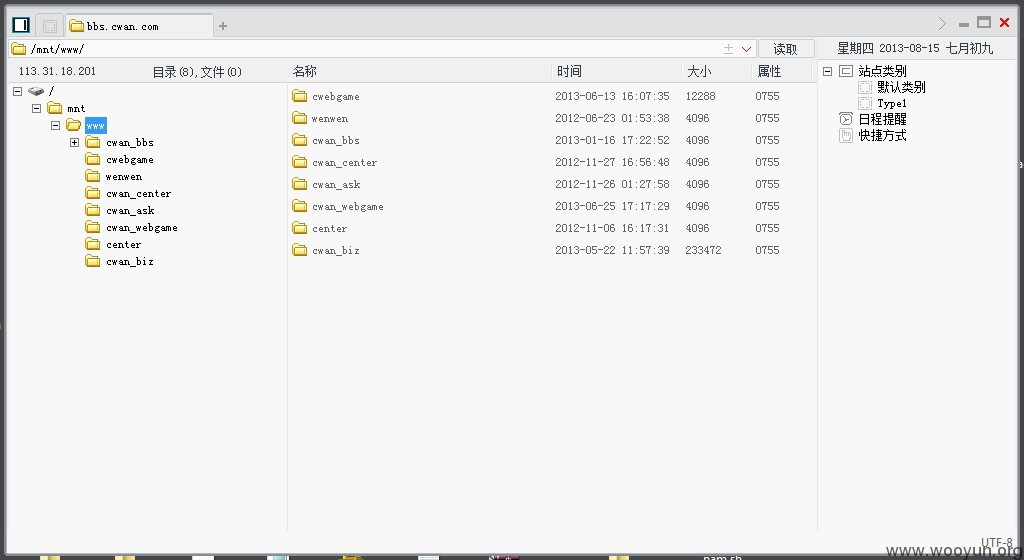 bbs.cwan.com
/mnt/www/ 读取 星期四 2013-08-15 七月初九
113.31.18.201 目录(8),文件(0) 名称 时间 大小 属性
/
mnt
www
cwan_bbs
cwebgame
wenwen
cwan_center
cwan_ask
cwan_webgame
center
cwan_biz
cwebgame 2013-06-13 16:07:35 12288 0755
wenwen 2012-06-23 01:53:38 4096 0755
cwan_bbs 2013-01-16 17:22:52 4096 0755
cwan_center 2012-11-27 16:56:48 4096 0755
cwan_ask 2012-11-26 01:27:58 4096 0755
cwan_webgame 2013-06-25 17:17:29 4096 0755
center 2012-11-06 16:17:31 4096 0755
cwan_biz 2013-05-22 11:57:39 233472 0755
站点类别
默认类别
Type1
日程提醒
快捷方式
UTF-8
www.wooyun.org